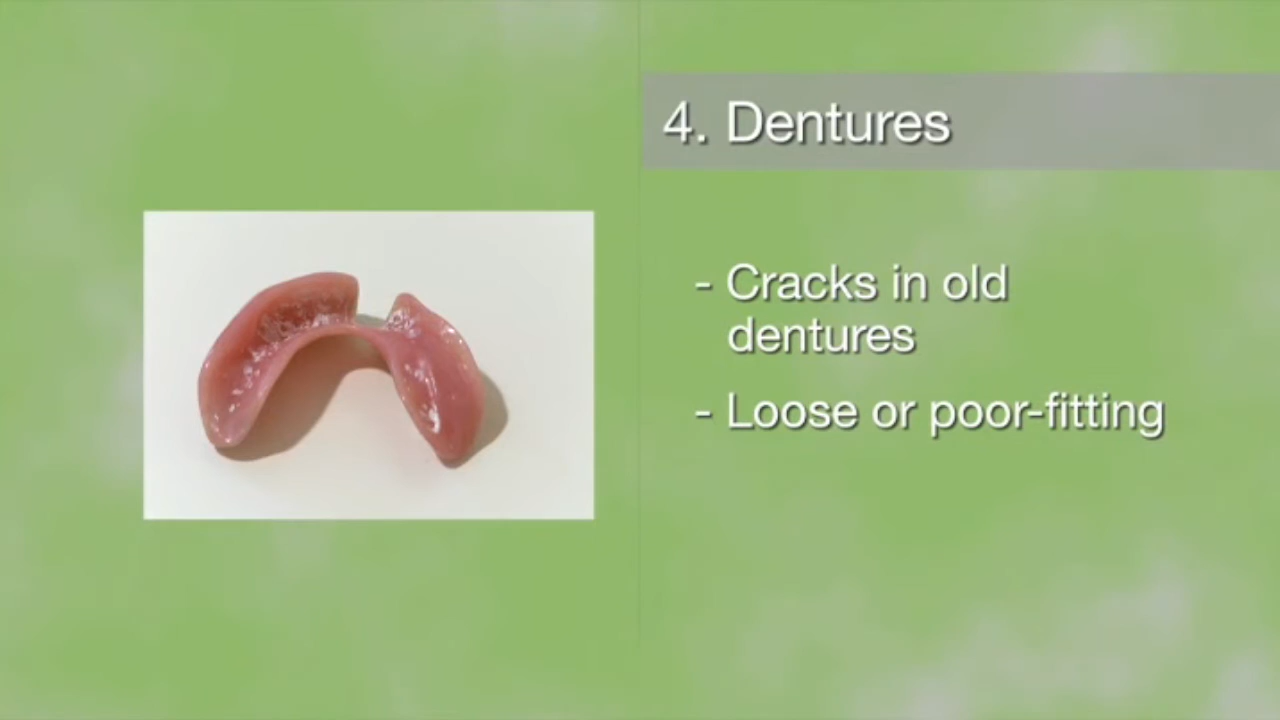 4. Dentures
- Cracks in old
dentures
- Loose or poor-fitting